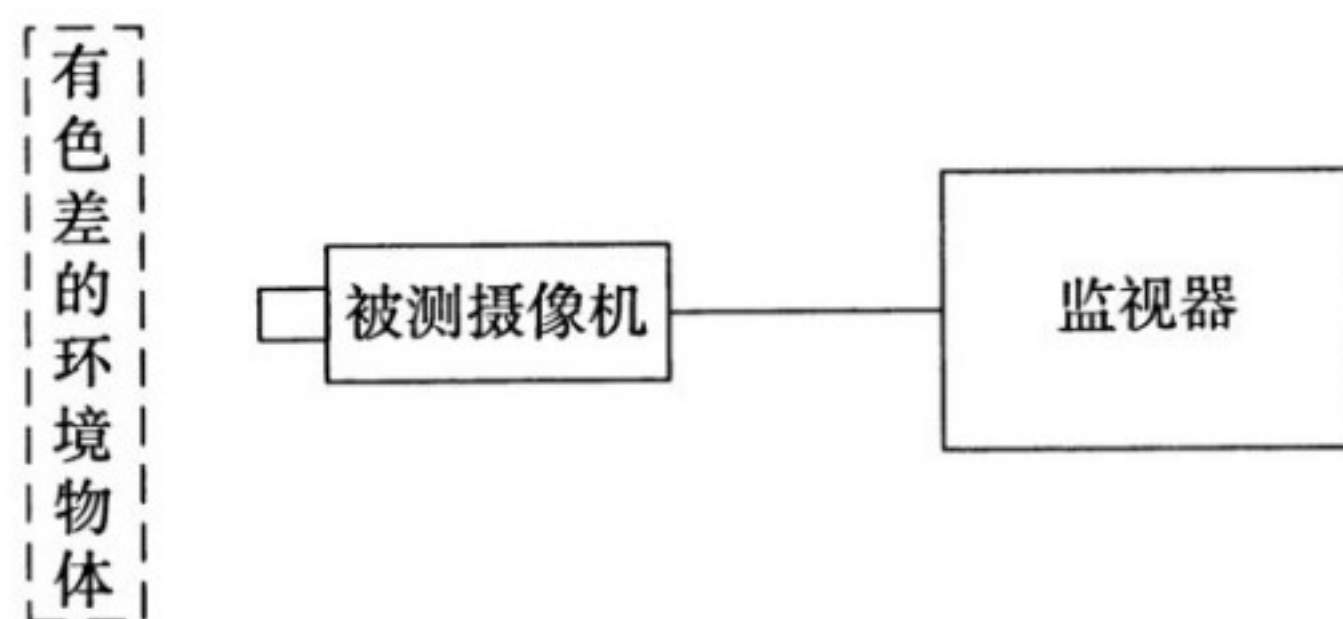 有色差的环境物体
被测摄像机
监视器